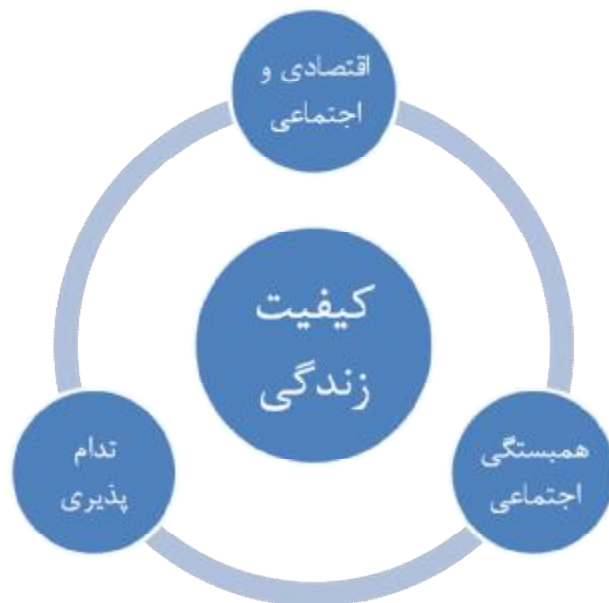 اقتصادی و
اجتماعی
کیفیت
زندگی
همبستگی
اجتماعی
تدام
پذیری